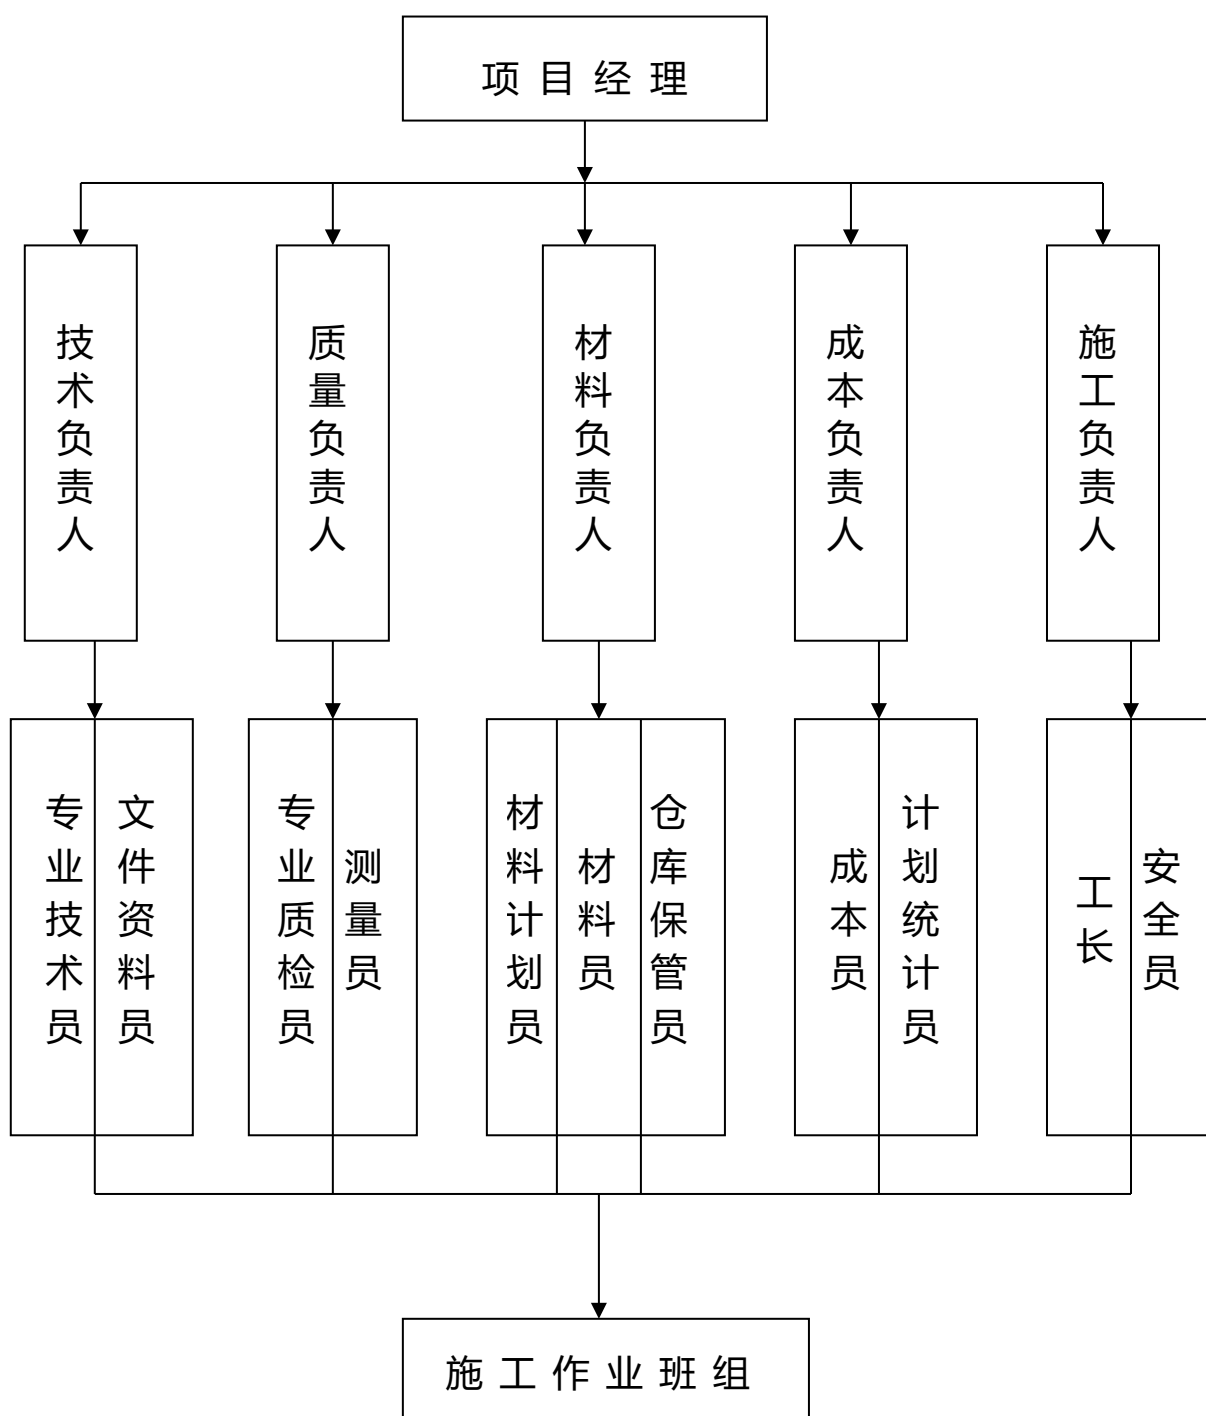 项目经理
技术负责人
质量负责人
材料负责人
成本负责人
施工负责人
专业技术员
文件资料员
专业质检员
测量员
材料计划员
材料员
仓库保管员
成本员
计划统计员
工长
安全员
施工作业班组